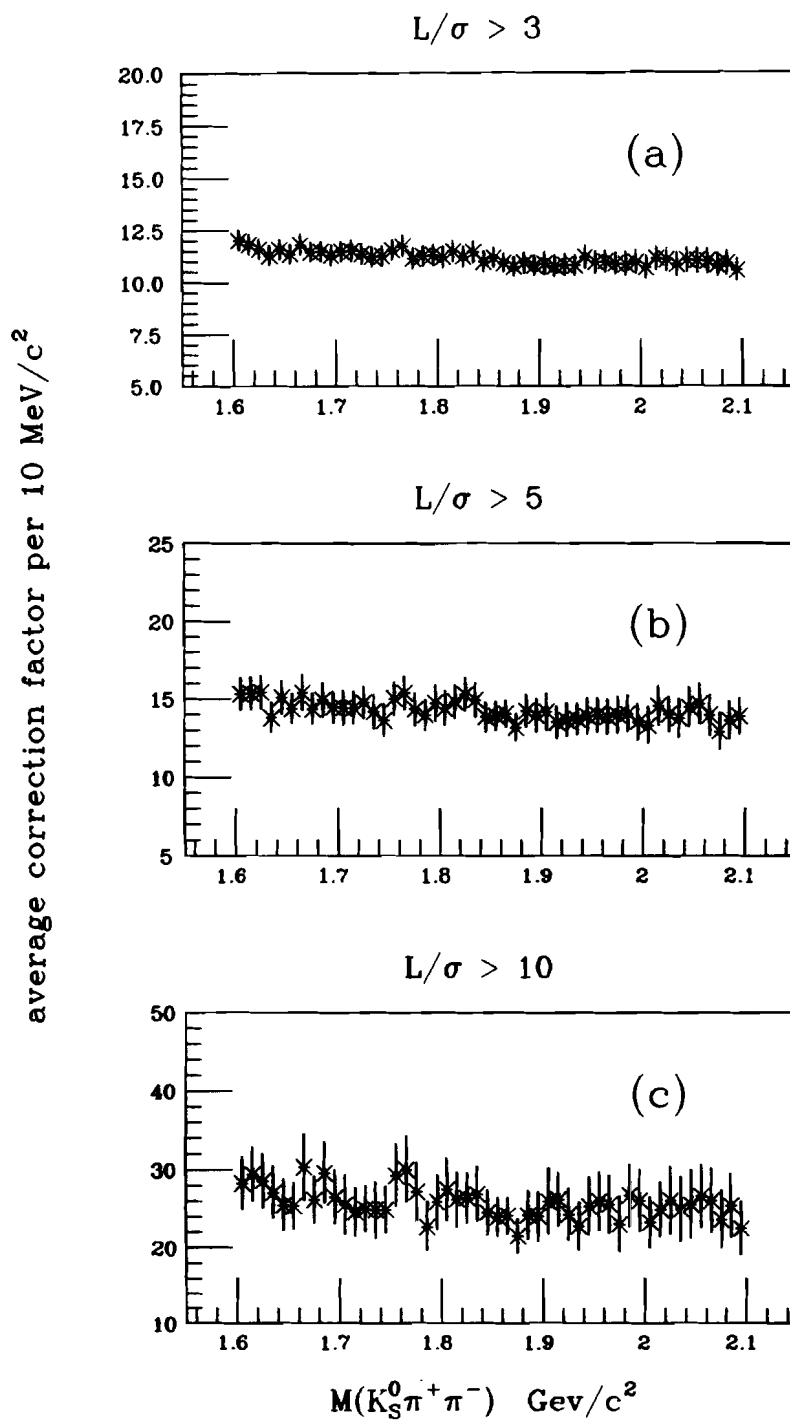 L/σ > 3
20.0
17.5
15.0
12.5
10.0
7.5
5.0
(a)
1.6 1.7 1.8 1.9 2 2.1
average correction factor per 10 MeV/c²
L/σ > 5
25
20
15
10
5
(b)
1.6 1.7 1.8 1.9 2 2.1
L/σ > 10
50
40
30
20
10
(c)
1.6 1.7 1.8 1.9 2 2.1
M(K⁰_Sπ⁺π⁻) Gev/c²